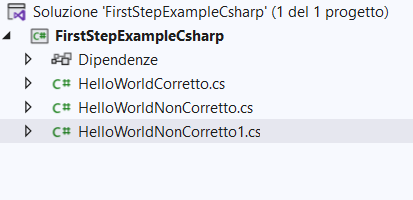 Soluzione 'FirstStepExampleCsharp' (1 del 1 progetto)
C# FirstStepExampleCsharp
Dipendenze
C# HelloWorldCorretto.cs
C# HelloWorldNonCorretto.cs
C# HelloWorldNonCorretto1.cs